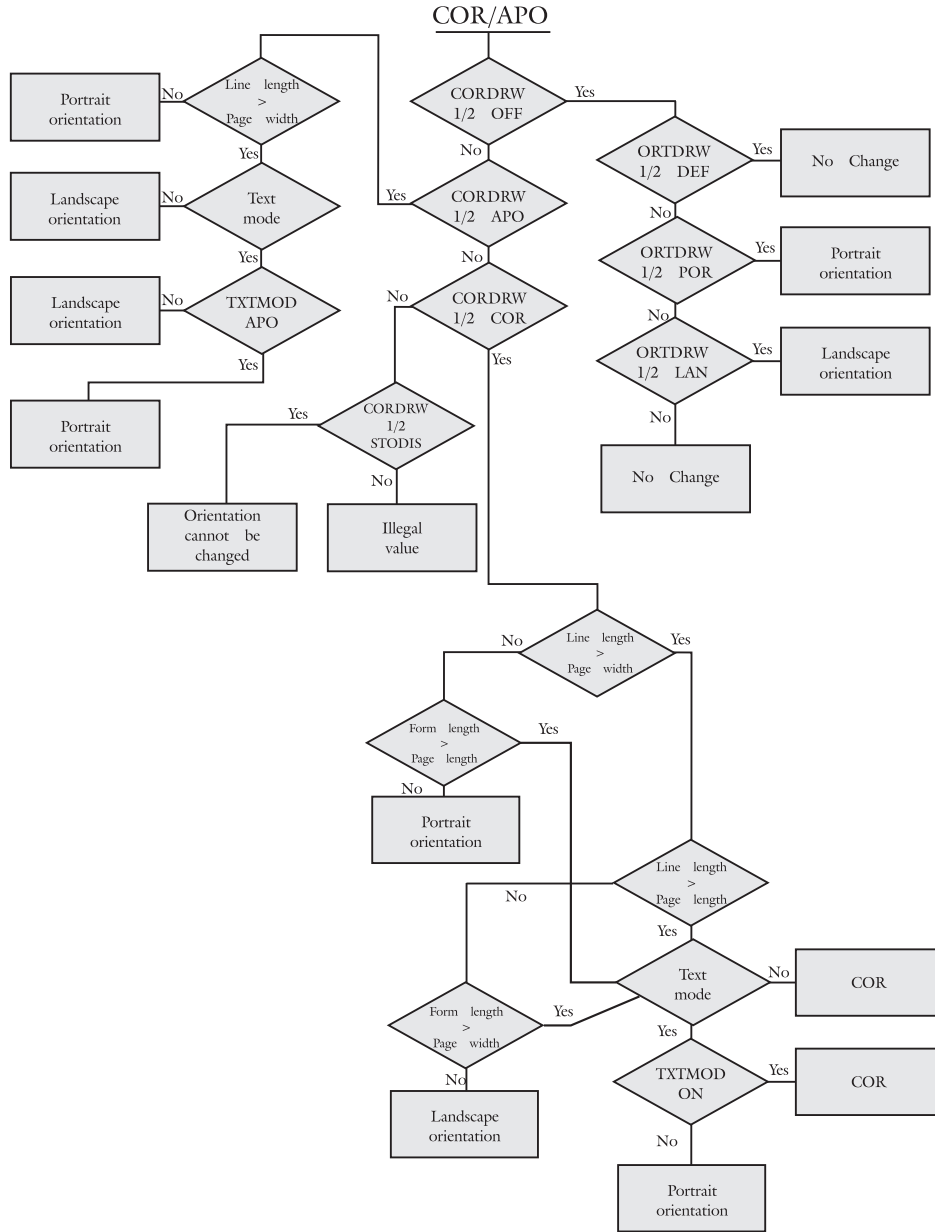 COR/APO
CORDRW
1/2 OFF
Yes
No
Line length
>
Page width
No
Yes
Portrait
orientation
ORTDRW
1/2 DEF
Yes
No
No Change
CORDRW
1/2 APO
Yes
No
Text
mode
No
Yes
Landscape
orientation
ORTDRW
1/2 POR
Yes
No
Portrait
orientation
CORDRW
1/2 COR
No
Yes
TXTMOD
APO
No
Yes
Landscape
orientation
ORTDRW
1/2 LAN
Yes
No
Landscape
orientation
Portrait
orientation
CORDRW
1/2
STODIS
Yes
No
No Change
Orientation
cannot be
changed
Illegal
value
Line length
>
Page width
No
Yes
Form length
>
Page length
Yes
No
Portrait
orientation
Line length
>
Page length
No
Yes
Text
mode
No
Yes
COR
Form length
>
Page width
Yes
No
TXTMOD
ON
Yes
No
COR
Landscape
orientation
Portrait
orientation